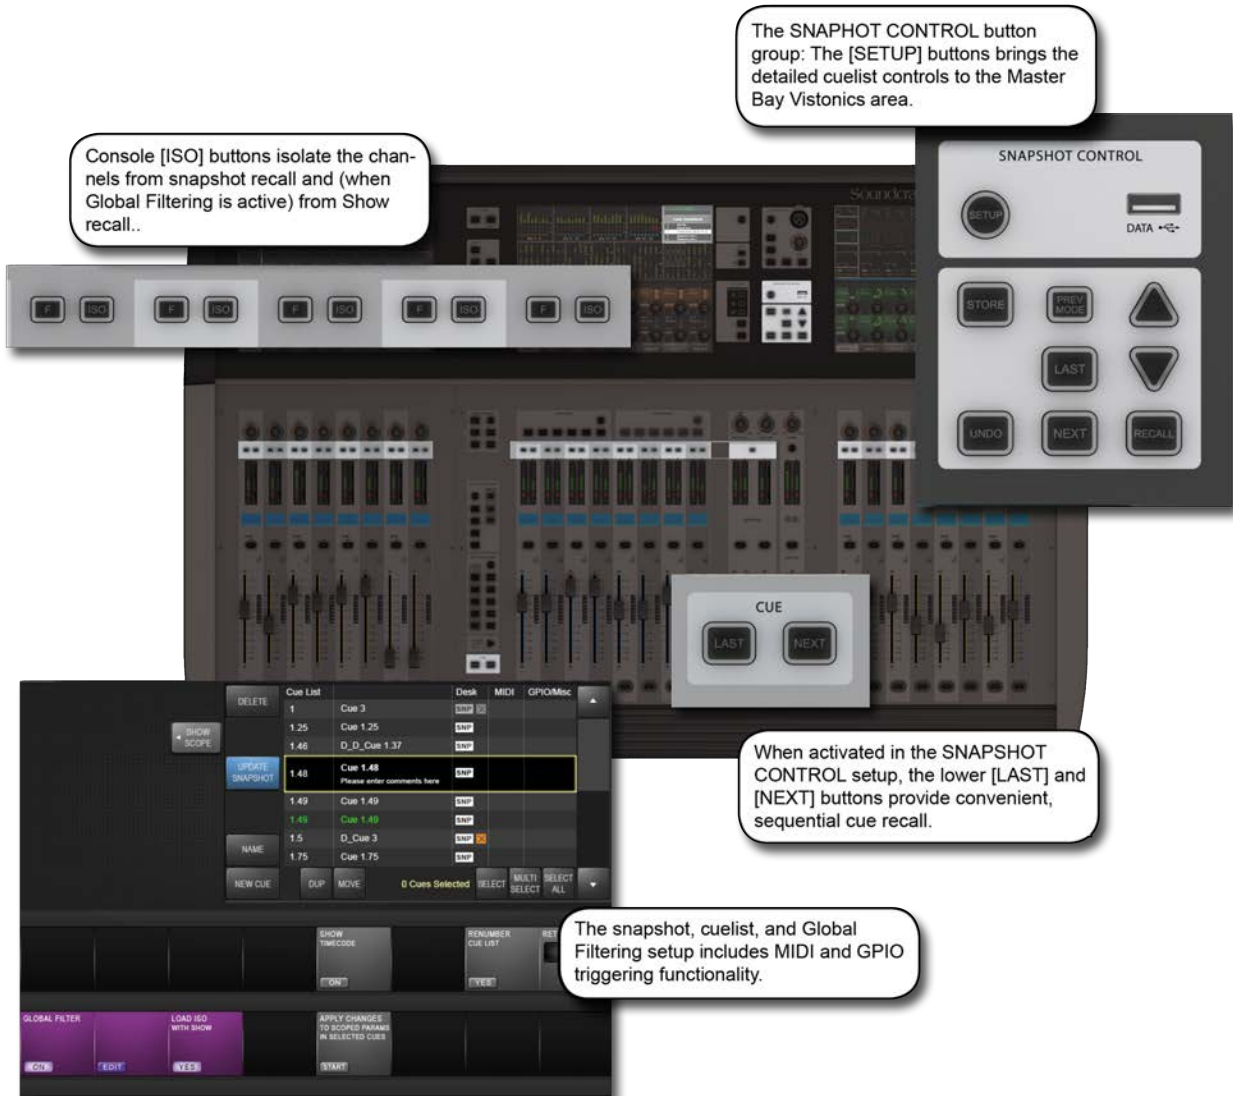 The SNAPHOT CONTROL button
group: The [SETUP] buttons brings the
detailed cuelist controls to the Master
Bay Vistonics area.
Console [ISO] buttons isolate the chan-
nels from snapshot recall and (when
Global Filtering is active) from Show
recall..
SNAPSHOT CONTROL
SETUP
DATA
STORE
PREV
MODE
LAST
UNDO
NEXT
RECALL
F ISO F ISO F ISO F ISO F ISO
Soundcra
CUE
LAST NEXT
When activated in the SNAPSHOT
CONTROL setup, the lower [LAST] and
[NEXT] buttons provide convenient,
sequential cue recall.
DELETE
SHOW
SCOPE
UPDATE
SNAPSHOT
NAME
NEW CUE
Cue List Desk MIDI GPIO/Misc
1 Cue 3 SNP
1.25 Cue 1.25 SNP
1.46 D_D_Cue 1.37 SNP
1.48 Cue 1.48 SNP
Please enter comments here
1.49 Cue 1.49 SNP
1.49 Cue 1.49 SNP
1.5 D_Cue 3 SNP
1.75 Cue 1.75 SNP
DUP MOVE 0 Cues Selected SELECT MULTI SELECT SELECT ALL
The snapshot, cuelist, and Global
Filtering setup includes MIDI and GPIO
triggering functionality.
SHOW
TIMECODE
ON
RENUMBER
CUE LIST
YES
RET
GLOBAL FILTER
ON
EDIT
LOAD ISO
WITH SHOW
YES
APPLY CHANGES
TO SCOPED PARAMS
IN SELECTED CUES
START